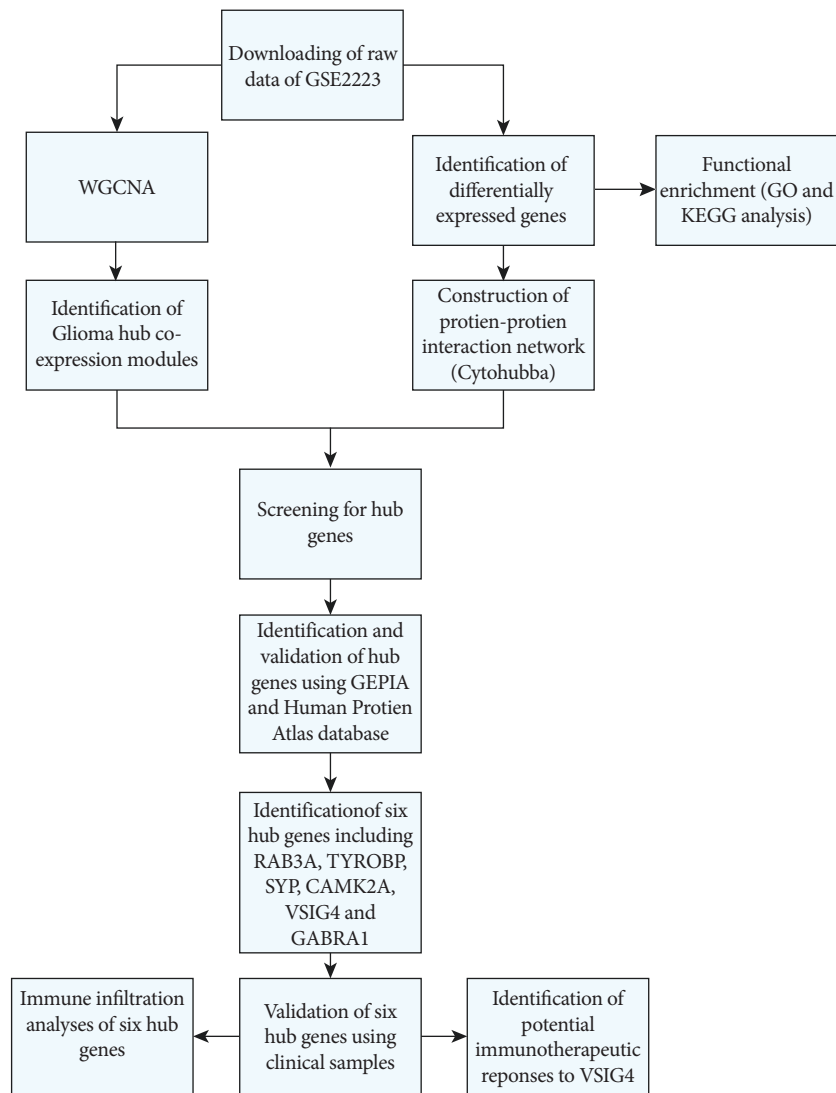 Downloading of raw
data of GSE2223
WGCNA
Identification of
differentially
expressed genes
Functional
enrichment (GO and
KEGG analysis)
Identification of
Glioma hub co-
expression modules
Construction of
protien-protien
interaction network
(Cytohubba)
Screening for hub
genes
Identification and
validation of hub
genes using GEPIA
and Human Protien
Atlas database
Identificationof six
hub genes including
RAB3A, TYROBP,
SYP, CAMK2A,
VSIG4 and
GABRA1
Immune infiltration
analyses of six hub
genes
Validation of six
hub genes using
clinical samples
Identification of
potential
immunotherapeutic
reponses to VSIG4